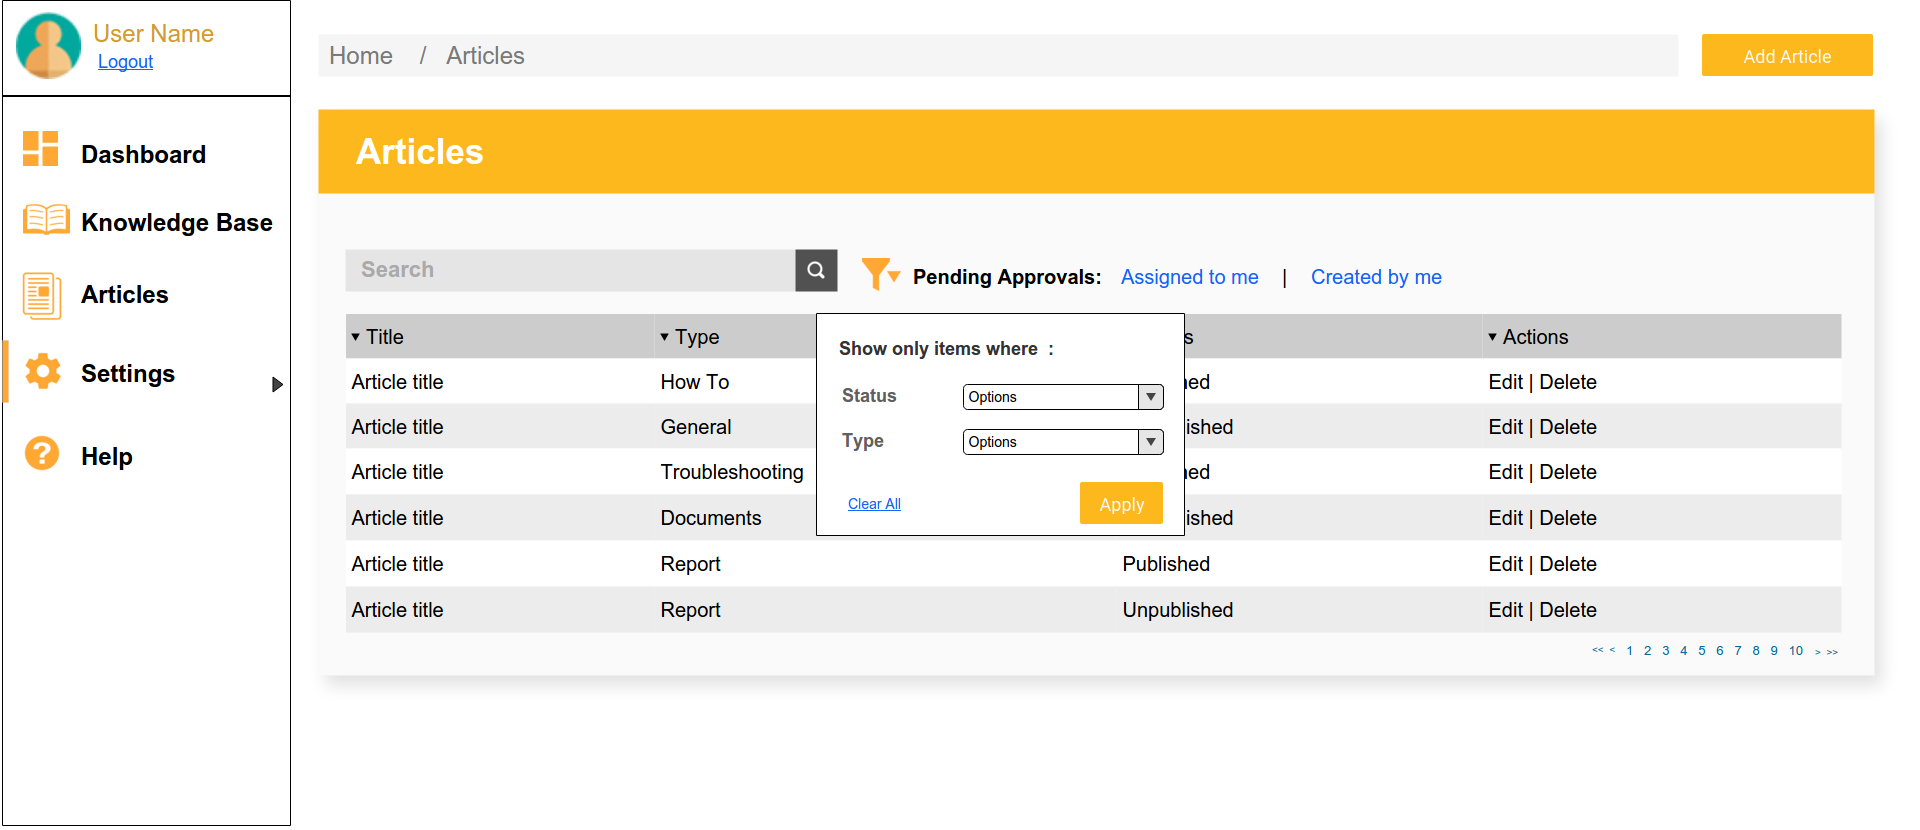 User Name
Logout
Dashboard
Knowledge Base
Articles
Settings
Help
Home / Articles
Add Article
Articles
Search
Pending Approvals: Assigned to me | Created by me
Title Type Actions
Article title How To Edit | Delete
Article title General Edit | Delete
Article title Troubleshooting Edit | Delete
Article title Documents Edit | Delete
Article title Report Published Edit | Delete
Article title Report Unpublished Edit | Delete
Show only items where :
Status Options
Type Options
Clear All Apply
<< < 1 2 3 4 5 6 7 8 9 10 > >>